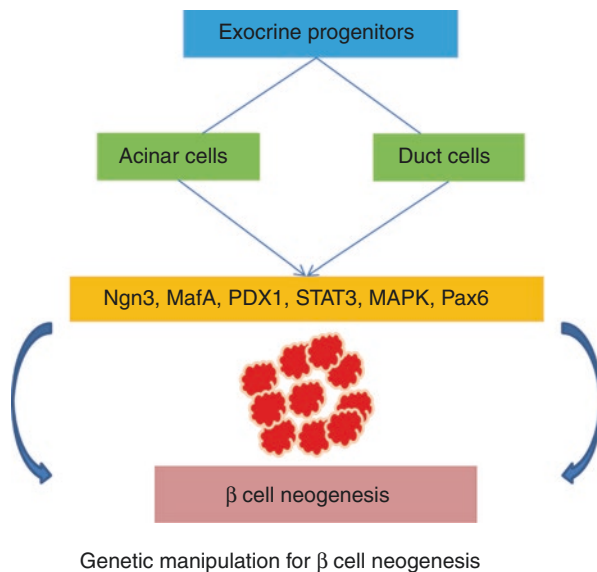 Exocrine progenitors
Acinar cells
Duct cells
Ngn3, MafA, PDX1, STAT3, MAPK, Pax6
β cell neogenesis
Genetic manipulation for β cell neogenesis